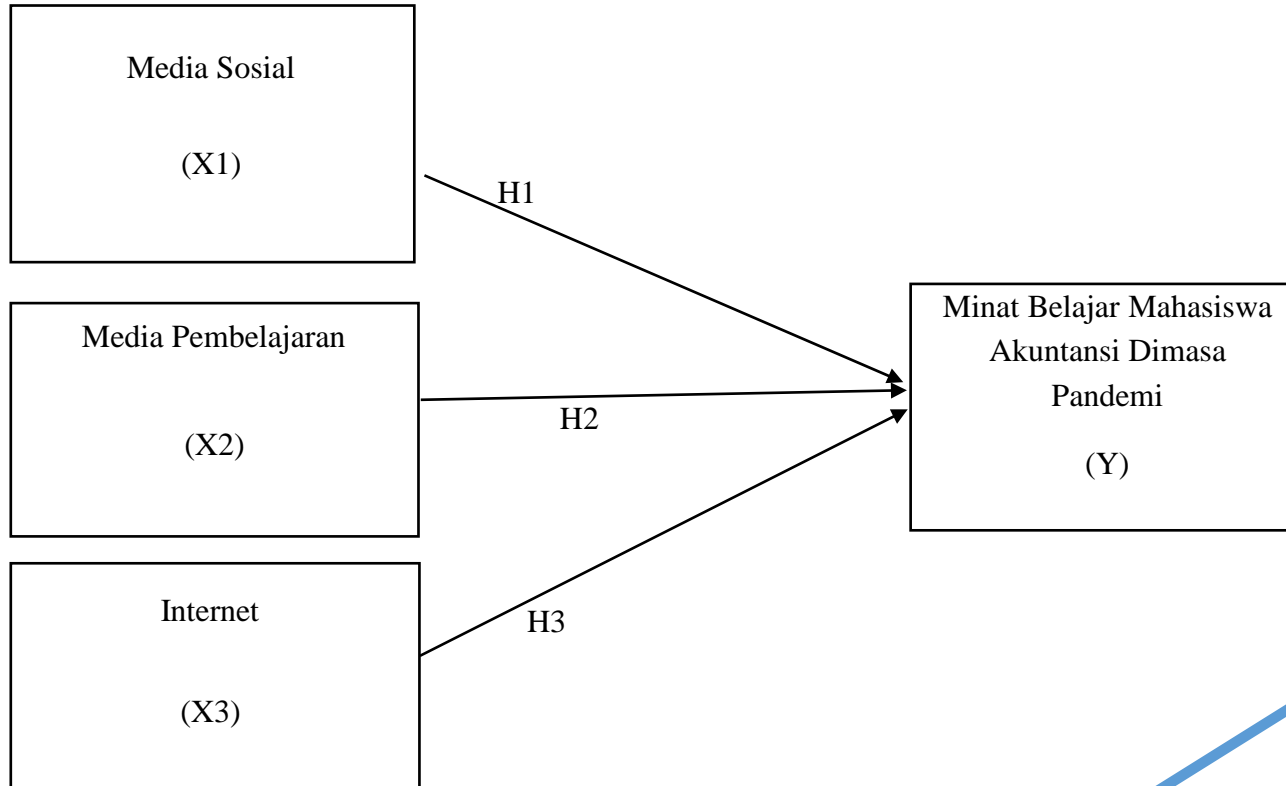 Media Sosial
(X1)
H1
Media Pembelajaran
(X2)
H2
Internet
(X3)
H3
Minat Belajar Mahasiswa
Akuntansi Dimasa
Pandemi
(Y)